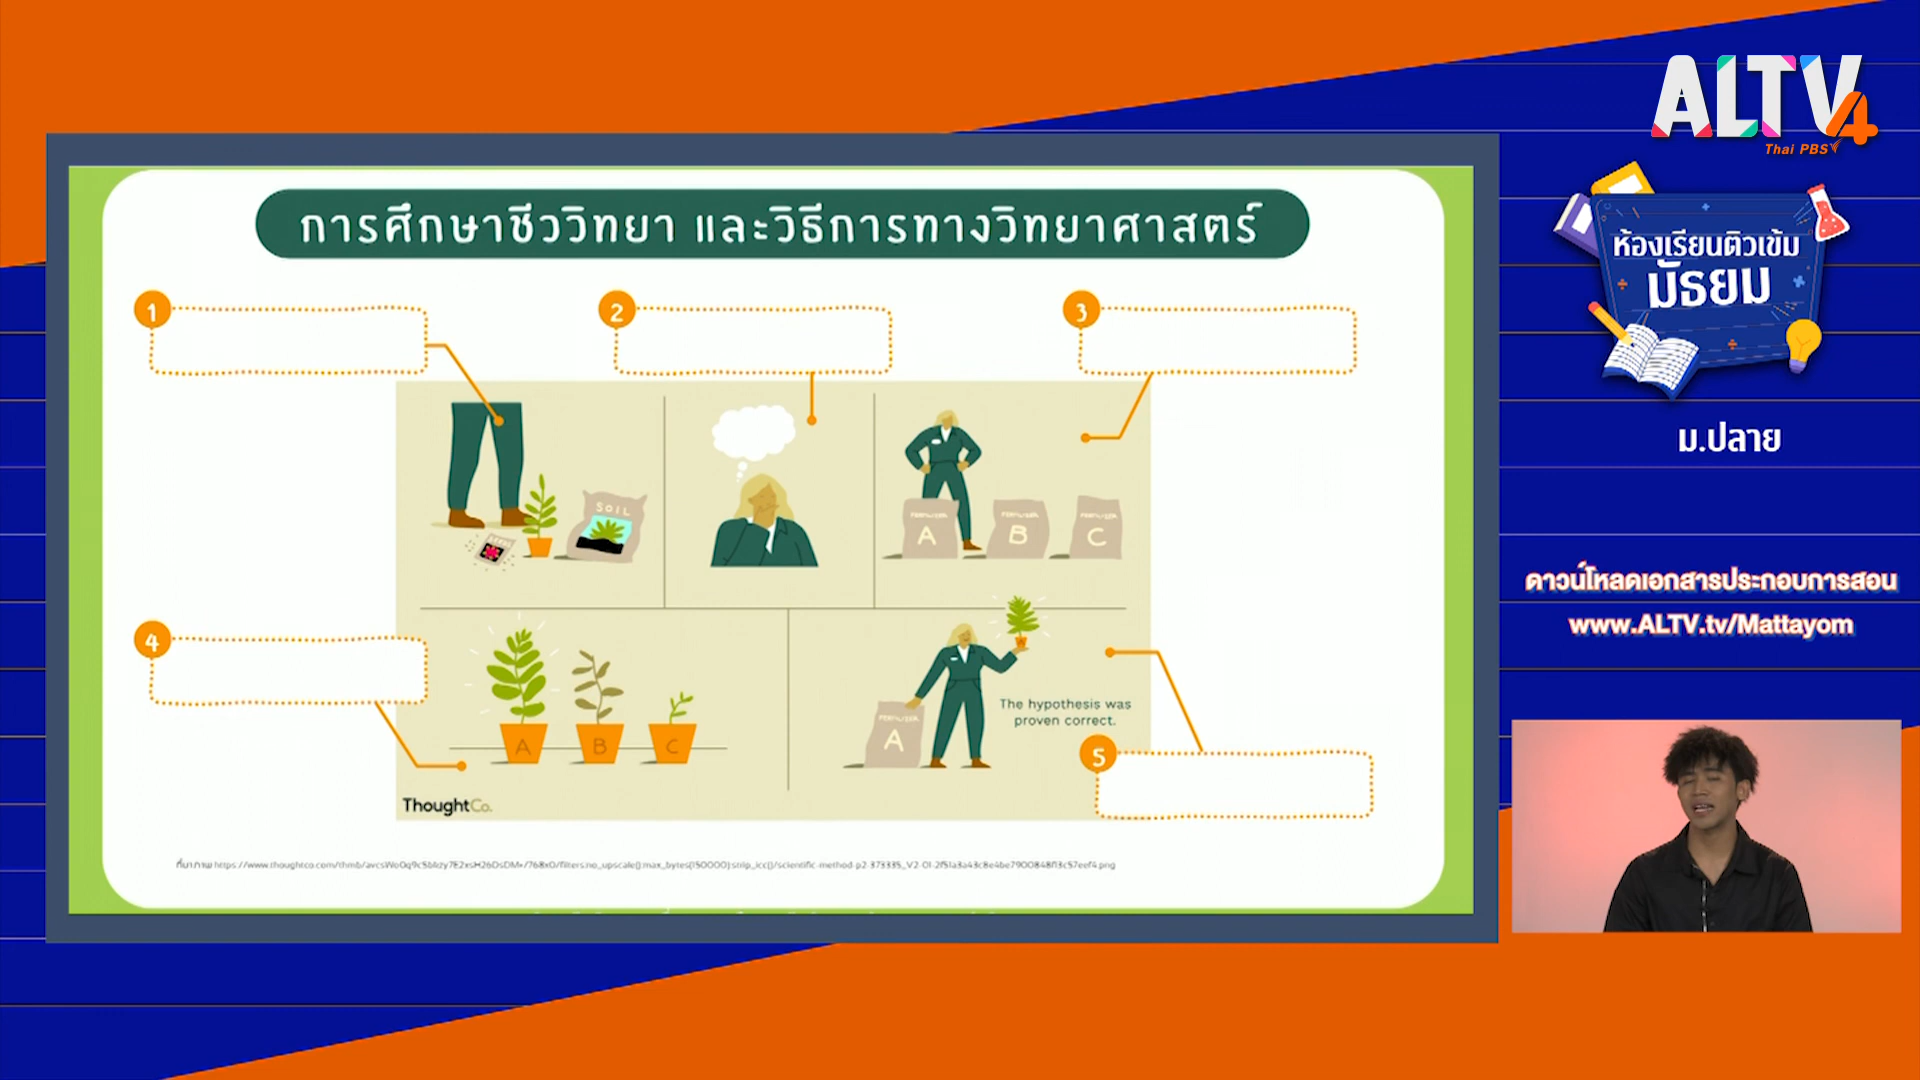 การศึกษาชีววิทยา และวิธีการทางวิทยาศาสตร์
1
2
3
SOIL
FERTILIZER
A
FERTILIZER
B
FERTILIZER
C
4
A
B
C
FERTILIZER
A
The hypothesis was
proven correct.
5
ThoughtCo.
ALTV4
Thai PBS
ห้องเรียนติวเข้ม
มัธยม
ม.ปลาย
ดาวน์โหลดเอกสารประกอบการสอน
www.ALTV.tv/Mattayom